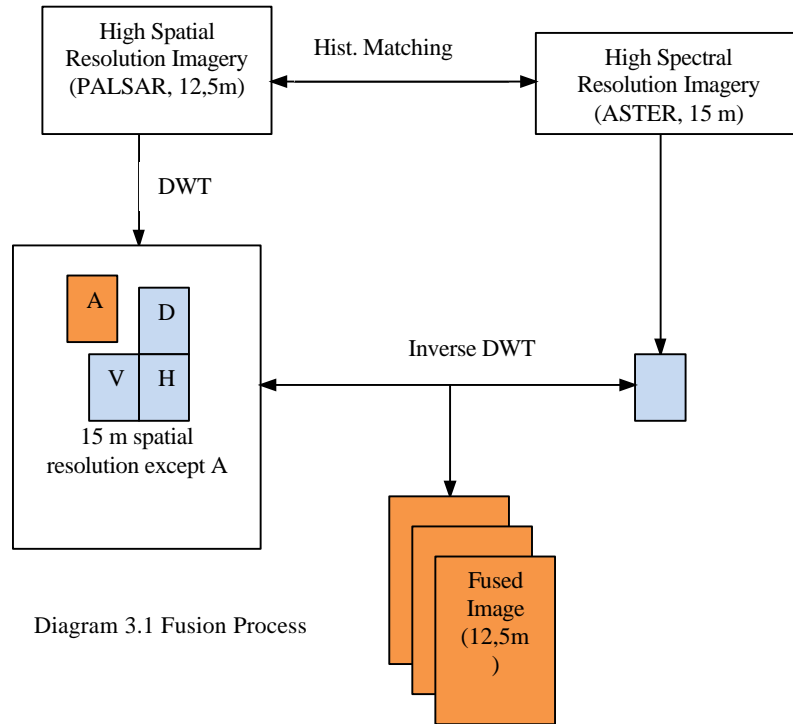 High Spatial
Resolution Imagery
(PALSAR, 12,5m)
Hist. Matching
High Spectral
Resolution Imagery
(ASTER, 15 m)
DWT
A
D
V
H
15 m spatial
resolution except A
Inverse DWT
Fused
Image
(12,5m
)
Diagram 3.1 Fusion Process